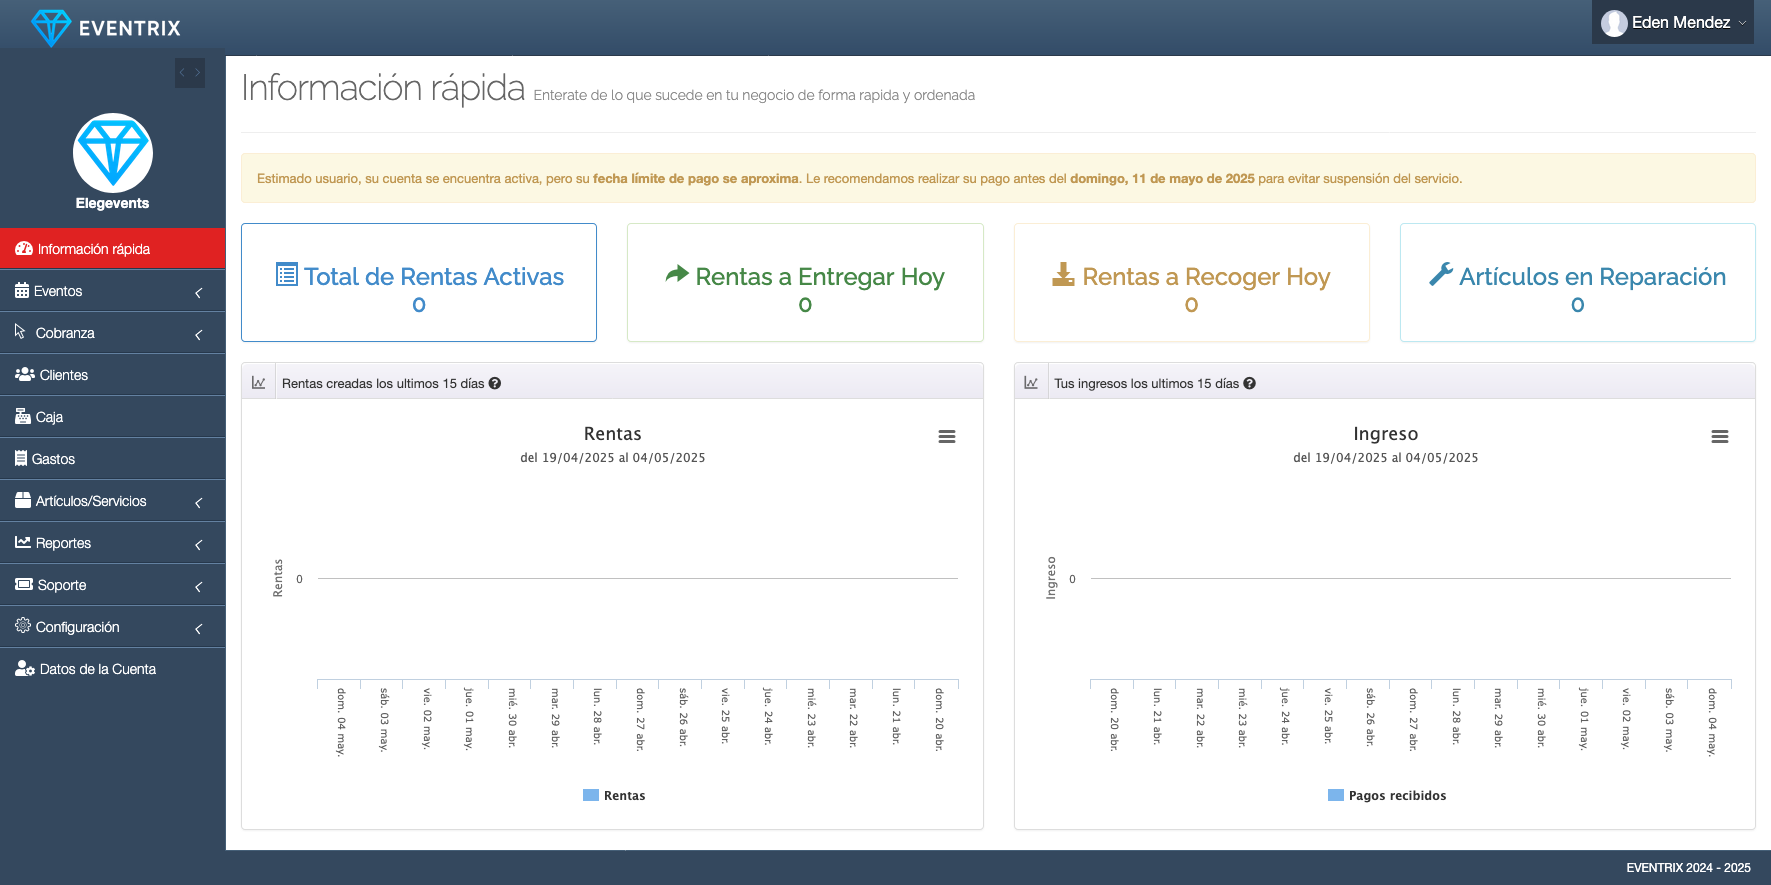 EVENTRIX
Eden Mendez
Elegevents
Información rápida
Eventos
Cobranza
Clientes
Caja
Gastos
Artículos/Servicios
Reportes
Soporte
Configuración
Datos de la Cuenta
Información rápida Enterate de lo que sucede en tu negocio de forma rapida y ordenada
Estimado usuario, su cuenta se encuentra activa, pero su fecha límite de pago se aproxima. Le recomendamos realizar su pago antes del domingo, 11 de mayo de 2025 para evitar suspensión del servicio.
Total de Rentas Activas
0
Rentas a Entregar Hoy
0
Rentas a Recoger Hoy
0
Artículos en Reparación
0
Rentas creadas los ultimos 15 días
Rentas
del 19/04/2025 al 04/05/2025
Rentas
0
dom. 04 may.
sáb. 03 may.
vie. 02 may.
jue. 01 may.
mié. 30 abr.
mar. 29 abr.
lun. 28 abr.
dom. 27 abr.
sáb. 26 abr.
vie. 25 abr.
jue. 24 abr.
mié. 23 abr.
mar. 22 abr.
lun. 21 abr.
dom. 20 abr.
Rentas
Tus ingresos los ultimos 15 días
Ingreso
del 19/04/2025 al 04/05/2025
Ingreso
0
dom. 20 abr.
lun. 21 abr.
mar. 22 abr.
mié. 23 abr.
jue. 24 abr.
vie. 25 abr.
sáb. 26 abr.
dom. 27 abr.
lun. 28 abr.
mar. 29 abr.
mié. 30 abr.
jue. 01 may.
vie. 02 may.
sáb. 03 may.
dom. 04 may.
Pagos recibidos
EVENTRIX 2024 - 2025